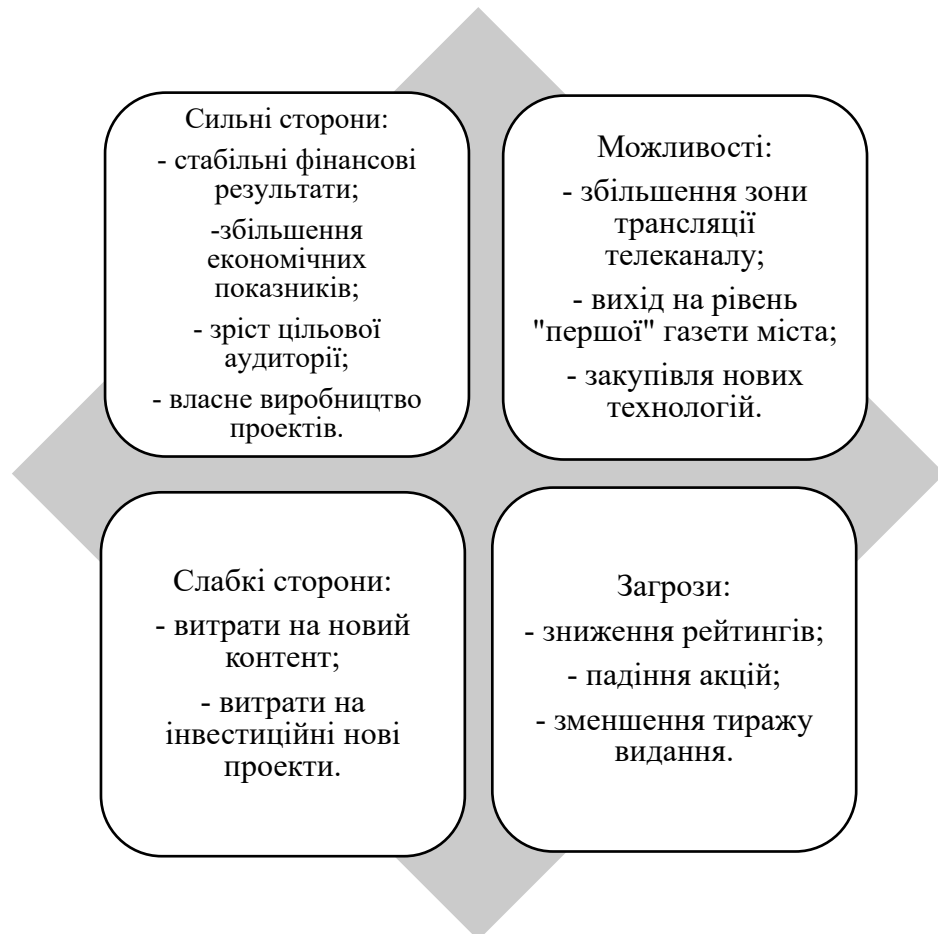 Сильні сторони:
- стабільні фінансові
результати;
-збільшення
економічних
показників;
- зріст цільової
аудиторії;
- власне виробництво
проектів.
Можливості:
- збільшення зони
трансляції
телеканалу;
- вихід на рівень
"першої" газети міста;
- закупівля нових
технологій.
Слабкі сторони:
- витрати на новий
контент;
- витрати на
інвестиційні нові
проекти.
Загрози:
- зниження рейтингів;
- падіння акцій;
- зменшення тиражу
видання.